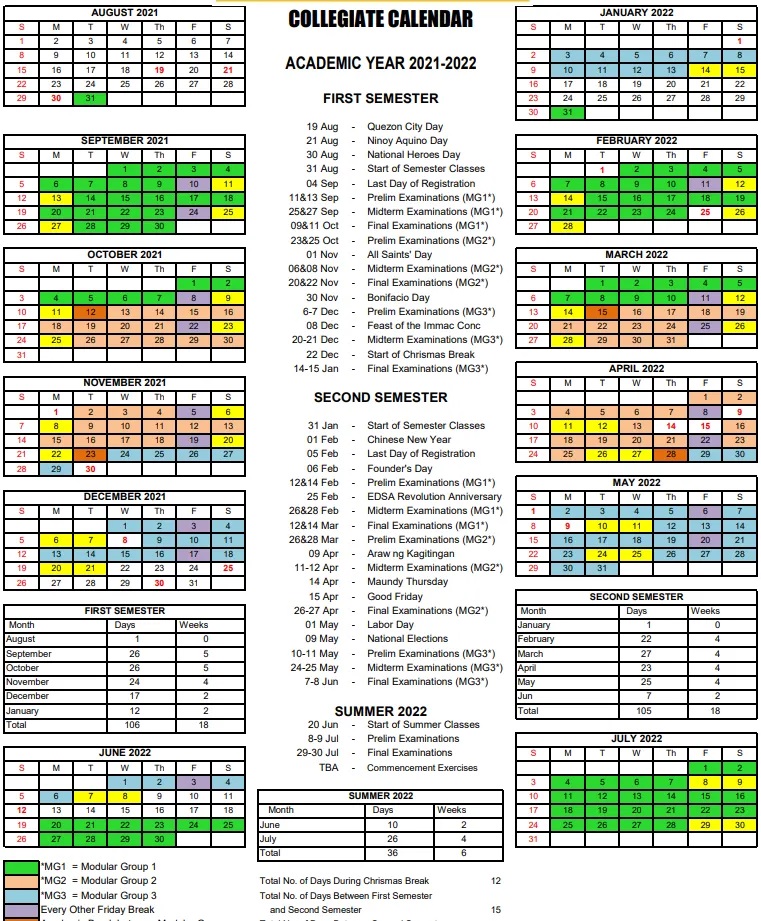 AUGUST 2021
S M T W Th F S
1 2 3 4 5 6 7
8 9 10 11 12 13 14
15 16 17 18 19 20 21
22 23 24 25 26 27 28
29 30 31
SEPTEMBER 2021
S M T W Th F S
1 2 3 4
5 6 7 8 9 10 11
12 13 14 15 16 17 18
19 20 21 22 23 24 25
26 27 28 29 30
OCTOBER 2021
S M T W Th F S
1 2
3 4 5 6 7 8 9
10 11 12 13 14 15 16
17 18 19 20 21 22 23
24 25 26 27 28 29 30
31
NOVEMBER 2021
S M T W Th F S
1 2 3 4 5 6
7 8 9 10 11 12 13
14 15 16 17 18 19 20
21 22 23 24 25 26 27
28 29 30
DECEMBER 2021
S M T W Th F S
1 2 3 4
5 6 7 8 9 10 11
12 13 14 15 16 17 18
19 20 21 22 23 24 25
26 27 28 29 30 31
FIRST SEMESTER
Month Days Weeks
August 1 0
September 26 5
October 26 5
November 24 4
December 17 2
January 12 2
Total 106 18
JUNE 2022
S M T W Th F S
1 2 3 4
5 6 7 8 9 10 11
12 13 14 15 16 17 18
19 20 21 22 23 24 25
26 27 28 29 30
*MG1 = Modular Group 1
*MG2 = Modular Group 2
*MG3 = Modular Group 3
Every Other Friday Break
COLLEGIATE CALENDAR
ACADEMIC YEAR 2021-2022
FIRST SEMESTER
19 Aug - Quezon City Day
21 Aug - Ninoy Aquino Day
30 Aug - National Heroes Day
31 Aug - Start of Semester Classes
04 Sep - Last Day of Registration
11&13 Sep - Prelim Examinations (MG1*)
25&27 Sep - Midterm Examinations (MG1*)
09&11 Oct - Final Examinations (MG1*)
23&25 Oct - Prelim Examinations (MG2*)
01 Nov - All Saints' Day
06&08 Nov - Midterm Examinations (MG2*)
20&22 Nov - Final Examinations (MG2*)
30 Nov - Bonifacio Day
6-7 Dec - Prelim Examinations (MG3*)
08 Dec - Feast of the Immac Conc
20-21 Dec - Midterm Examinations (MG3*)
22 Dec - Start of Chrismas Break
14-15 Jan - Final Examinations (MG3*)
SECOND SEMESTER
31 Jan - Start of Semester Classes
01 Feb - Chinese New Year
05 Feb - Last Day of Registration
06 Feb - Founder's Day
12&14 Feb - Prelim Examinations (MG1*)
25 Feb - EDSA Revolution Anniversary
26&28 Feb - Midterm Examinations (MG1*)
12&14 Mar - Final Examinations (MG1*)
26&28 Mar - Prelim Examinations (MG2*)
09 Apr - Araw ng Kagitingan
11-12 Apr - Midterm Examinations (MG2*)
14 Apr - Maundy Thursday
15 Apr - Good Friday
26-27 Apr - Final Examinations (MG2*)
01 May - Labor Day
09 May - National Elections
10-11 May - Prelim Examinations (MG3*)
24-25 May - Midterm Examinations (MG3*)
7-8 Jun - Final Examinations (MG3*)
SUMMER 2022
20 Jun - Start of Summer Classes
8-9 Jul - Prelim Examinations
29-30 Jul - Final Examinations
TBA - Commencement Exercises
SUMMER 2022
Month Days Weeks
June 10 2
July 26 4
Total 36 6
Total No. of Days During Chrismas Break 12
Total No. of Days Between First Semester
and Second Semester 15
JANUARY 2022
S M T W Th F S
1
2 3 4 5 6 7 8
9 10 11 12 13 14 15
16 17 18 19 20 21 22
23 24 25 26 27 28 29
30 31
FEBRUARY 2022
S M T W Th F S
1 2 3 4 5
6 7 8 9 10 11 12
13 14 15 16 17 18 19
20 21 22 23 24 25 26
27 28
MARCH 2022
S M T W Th F S
1 2 3 4 5
6 7 8 9 10 11 12
13 14 15 16 17 18 19
20 21 22 23 24 25 26
27 28 29 30 31
APRIL 2022
S M T W Th F S
1 2
3 4 5 6 7 8 9
10 11 12 13 14 15 16
17 18 19 20 21 22 23
24 25 26 27 28 29 30
MAY 2022
S M T W Th F S
1 2 3 4 5 6 7
8 9 10 11 12 13 14
15 16 17 18 19 20 21
22 23 24 25 26 27 28
29 30 31
SECOND SEMESTER
Month Days Weeks
January 1 0
February 22 4
March 27 4
April 23 4
May 25 4
Jun 7 2
Total 105 18
JULY 2022
S M T W Th F S
1 2
3 4 5 6 7 8 9
10 11 12 13 14 15 16
17 18 19 20 21 22 23
24 25 26 27 28 29 30
31